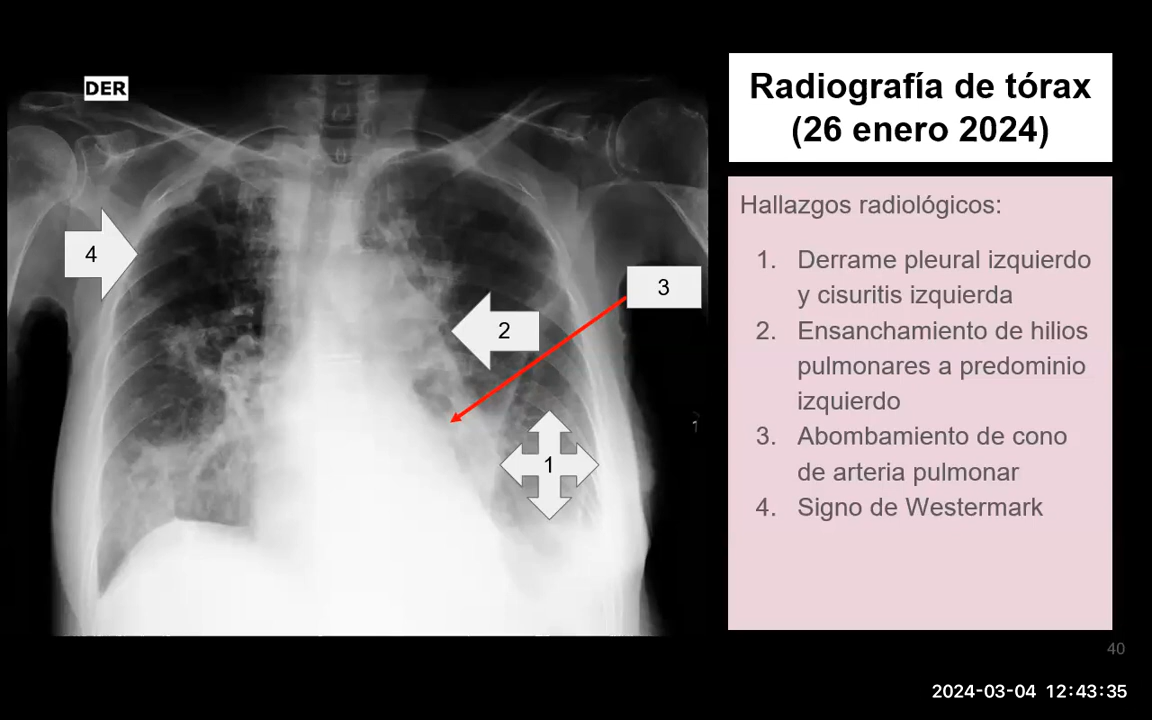 DER
4
3
2
1
Radiografía de tórax
(26 enero 2024)
Hallazgos radiológicos:
1. Derrame pleural izquierdo
y cisuritis izquierda
2. Ensanchamiento de hilios
pulmonares a predominio
izquierdo
3. Abombamiento de cono
de arteria pulmonar
4. Signo de Westermark
40
2024-03-04 12:43:35